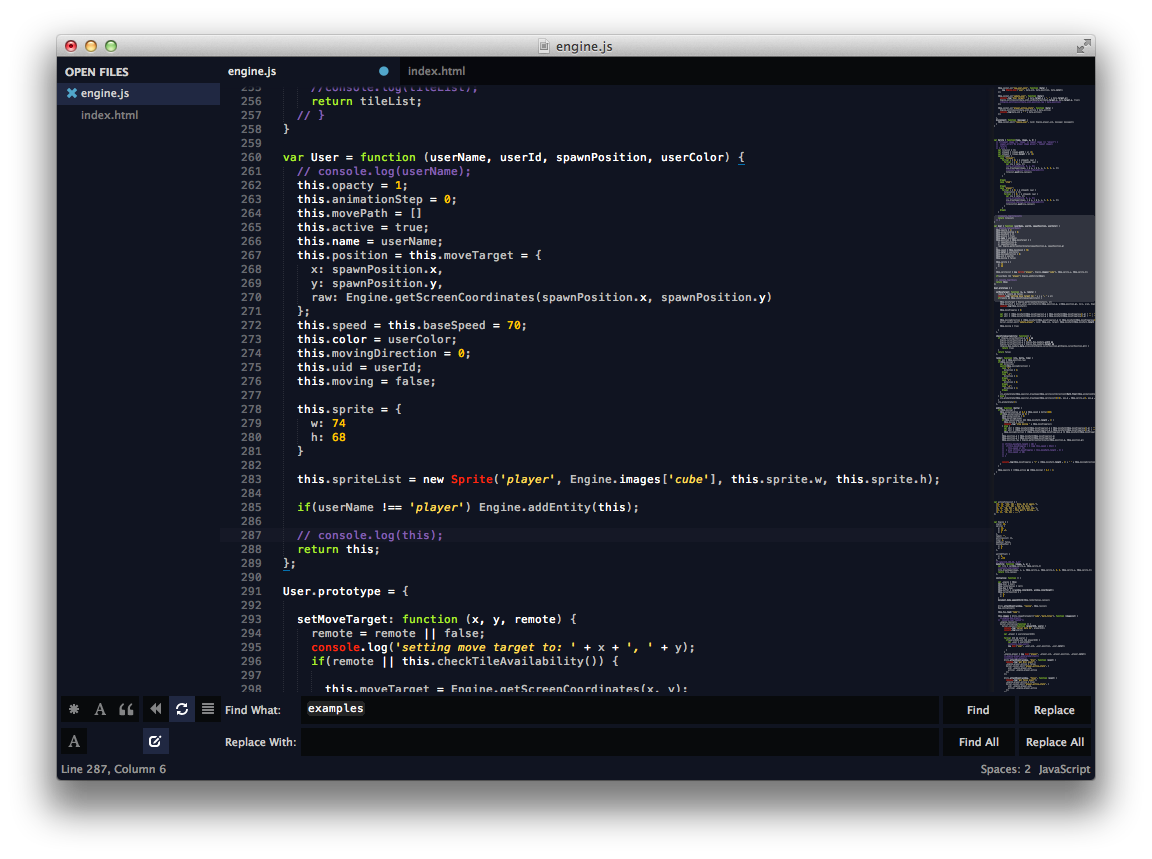 engine.js
OPEN FILES
engine.js
index.html
engine.js
index.html
255 //console.log(tileList);
256 return tileList;
257 // }
258 }
259
260 var User = function (userName, userId, spawnPosition, userColor) {
261 // console.log(userName);
262 this.opacty = 1;
263 this.animationStep = 0;
264 this.movePath = []
265 this.active = true;
266 this.name = userName;
267 this.position = this.moveTarget = {
268 x: spawnPosition.x,
269 y: spawnPosition.y,
270 raw: Engine.getScreenCoordinates(spawnPosition.x, spawnPosition.y)
271 };
272 this.speed = this.baseSpeed = 70;
273 this.color = userColor;
274 this.movingDirection = 0;
275 this.uid = userId;
276 this.moving = false;
277
278 this.sprite = {
279 w: 74
280 h: 68
281 }
282
283 this.spriteList = new Sprite('player', Engine.images['cube'], this.sprite.w, this.sprite.h);
284
285 if(userName !== 'player') Engine.addEntity(this);
286
287 // console.log(this);
288 return this;
289 };
290
291 User.prototype = {
292
293 setMoveTarget: function (x, y, remote) {
294 remote = remote || false;
295 console.log('setting move target to: ' + x + ', ' + y);
296 if(remote || this.checkTileAvailability()) {
297
298 this.moveTarget = Engine.getScreenCoordinates(x, y);
Find What: examples Find Replace
Replace With: Find All Replace All
Line 287, Column 6 Spaces: 2 JavaScript